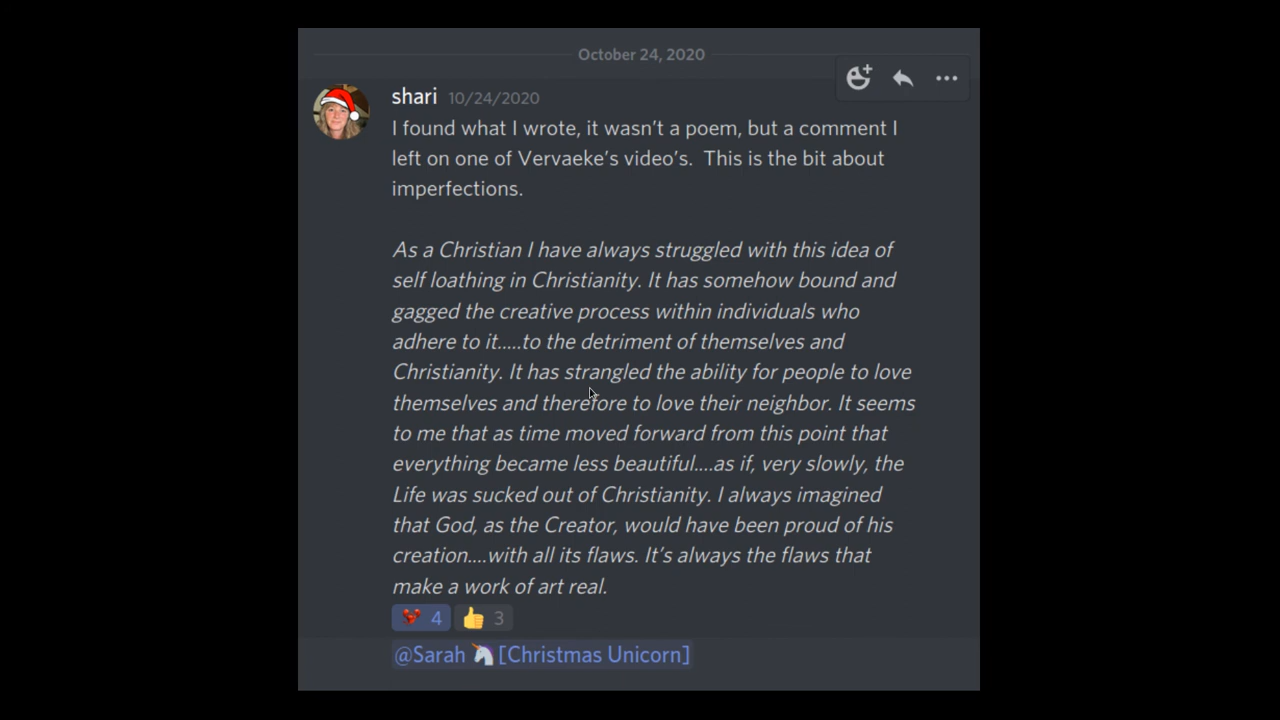 October 24, 2020
shari 10/24/2020
I found what I wrote, it wasn't a poem, but a comment I
left on one of Vervaeke's video's.  This is the bit about
imperfections.
As a Christian I have always struggled with this idea of
self loathing in Christianity. It has somehow bound and
gagged the creative process within individuals who
adhere to it.....to the detriment of themselves and
Christianity. It has strangled the ability for people to love
themselves and therefore to love their neighbor. It seems
to me that as time moved forward from this point that
everything became less beautiful....as if, very slowly, the
Life was sucked out of Christianity. I always imagined
that God, as the Creator, would have been proud of his
creation....with all its flaws. It's always the flaws that
make a work of art real.
4 3
@Sarah 🦄[Christmas Unicorn]